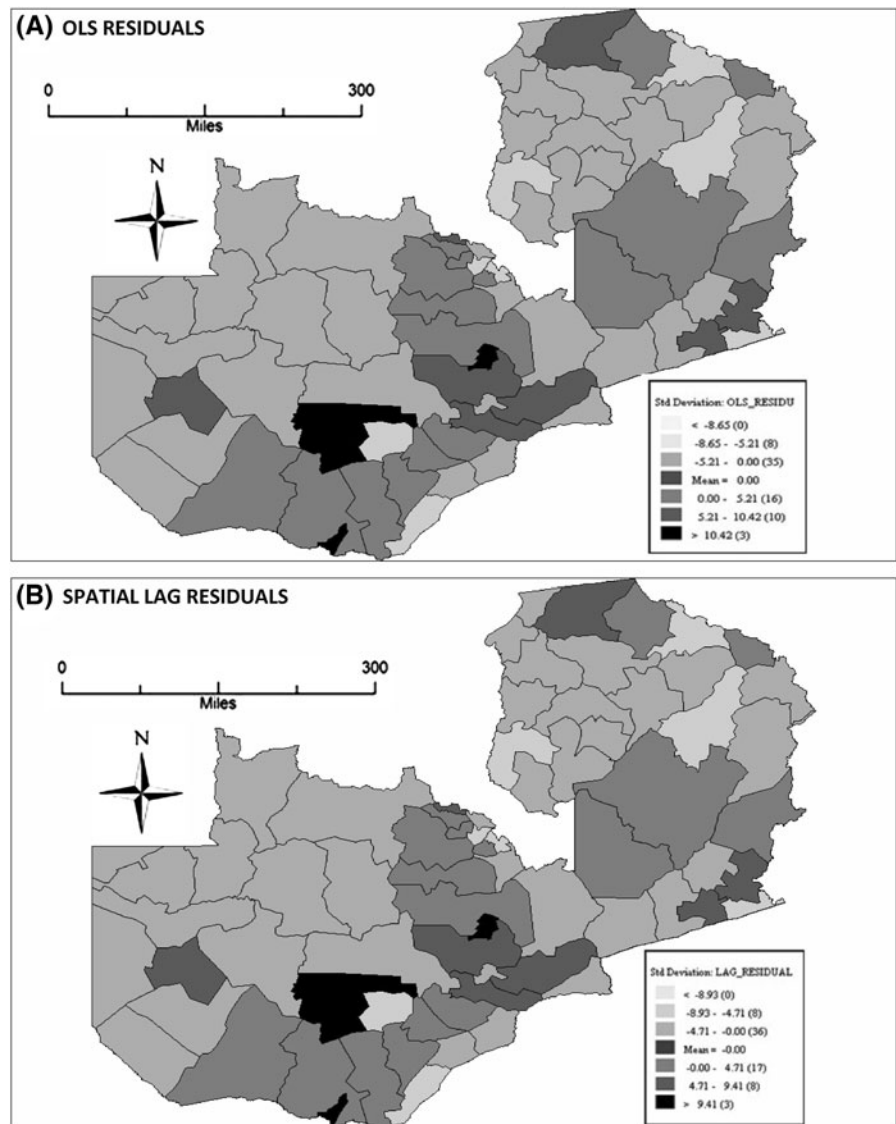 (A) OLS RESIDUALS
0 300
Miles
N
Std Deviation: OLS_RESIDU
< -8.65 (0)
-8.65 - -5.21 (8)
-5.21 - 0.00 (35)
Mean = 0.00
0.00 - 5.21 (16)
5.21 - 10.42 (10)
> 10.42 (3)
(B) SPATIAL LAG RESIDUALS
0 300
Miles
N
Std Deviation: LAG_RESIDUAL
< -8.93 (0)
-8.93 - -4.71 (8)
-4.71 - -0.00 (36)
Mean = -0.00
-0.00 - 4.71 (17)
4.71 - 9.41 (8)
> 9.41 (3)